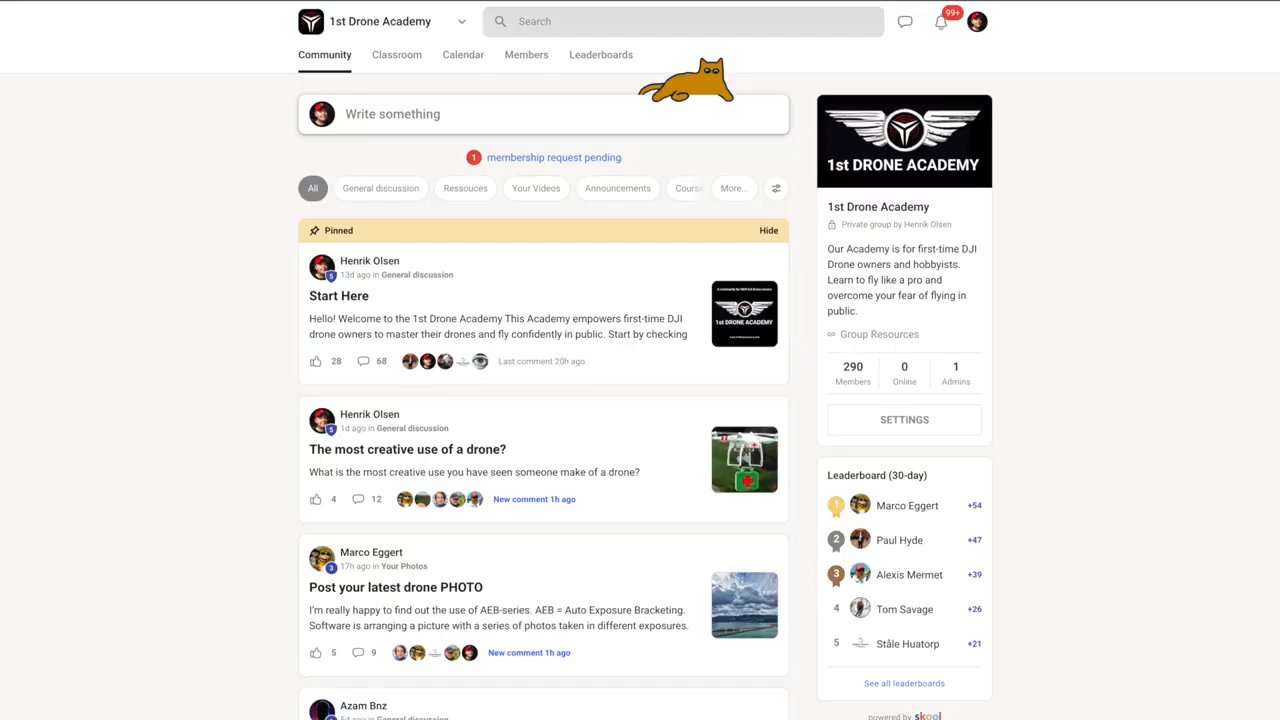 1st Drone Academy
Search
99+
Community
Classroom
Calendar
Members
Leaderboards
Write something
1 membership request pending
All
General discussion
Ressouces
Your Videos
Announcements
Course
More...
Pinned
Hide
Henrik Olsen
5
13d ago in General discussion
Start Here
Hello! Welcome to the 1st Drone Academy This Academy empowers first-time DJI
drone owners to master their drones and fly confidently in public. Start by checking
1st DRONE ACADEMY
28
68
Last comment 20h ago
Henrik Olsen
5
1d ago in General discussion
The most creative use of a drone?
What is the most creative use you have seen someone make of a drone?
4
12
New comment 1h ago
Marco Eggert
3
17h ago in Your Photos
Post your latest drone PHOTO
I'm really happy to find out the use of AEB-series. AEB = Auto Exposure Bracketing.
Software is arranging a picture with a series of photos taken in different exposures.
5
9
New comment 1h ago
Azam Bnz
5d ago in General discussion
1st DRONE ACADEMY
1st Drone Academy
Private group by Henrik Olsen
Our Academy is for first-time DJI
Drone owners and hobbyists.
Learn to fly like a pro and
overcome your fear of flying in
public.
Group Resources
290
Members
0
Online
1
Admins
SETTINGS
Leaderboard (30-day)
1 Marco Eggert +54
2 Paul Hyde +47
3 Alexis Mermet +39
4 Tom Savage +26
5 Ståle Huatorp +21
See all leaderboards
powered by skool